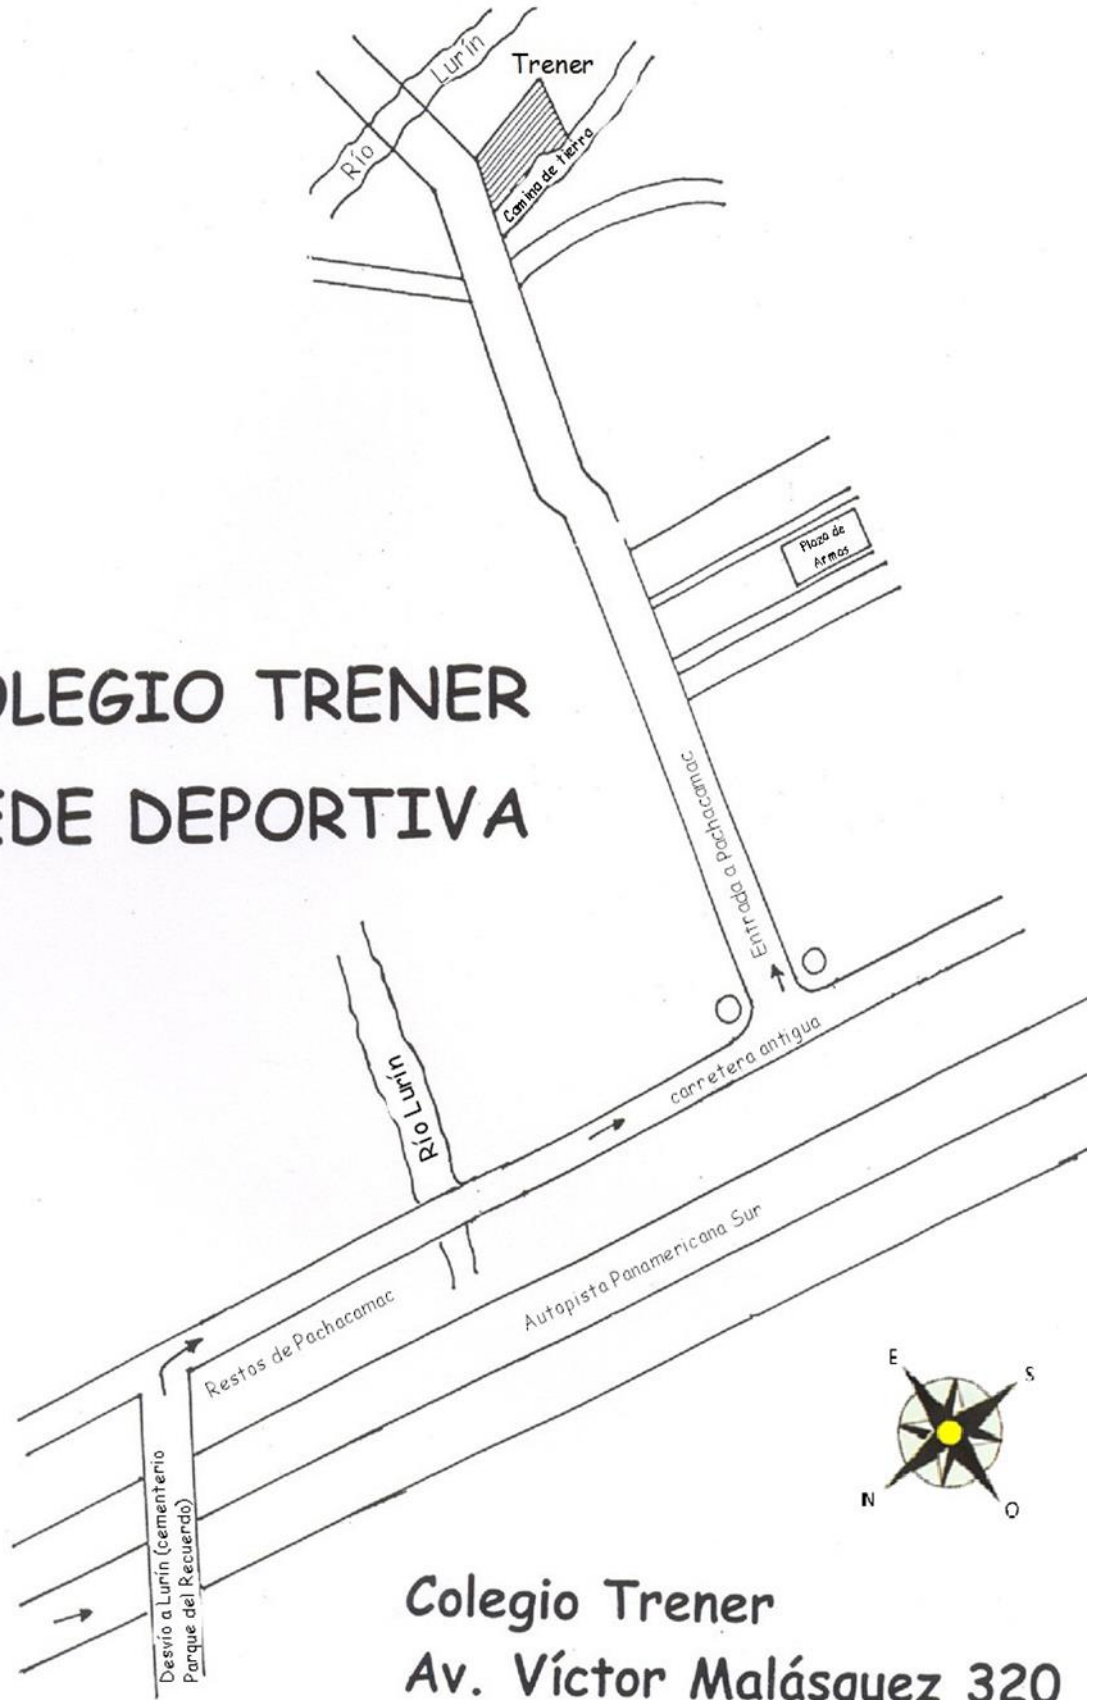 Río Lurín
Trener
Camino de tierra
Plaza de
Armas
OLEGIO TRENER
EDE DEPORTIVA
Entrada a Pachacamac
carretera antigua
Río Lurín
Restos de Pachacamac
Autopista Panamericana Sur
E
S
N
O
Desvío a Lurín (cementerio
Parque del Recuerdo)
Colegio Trener
Av. Víctor Malásquez 320